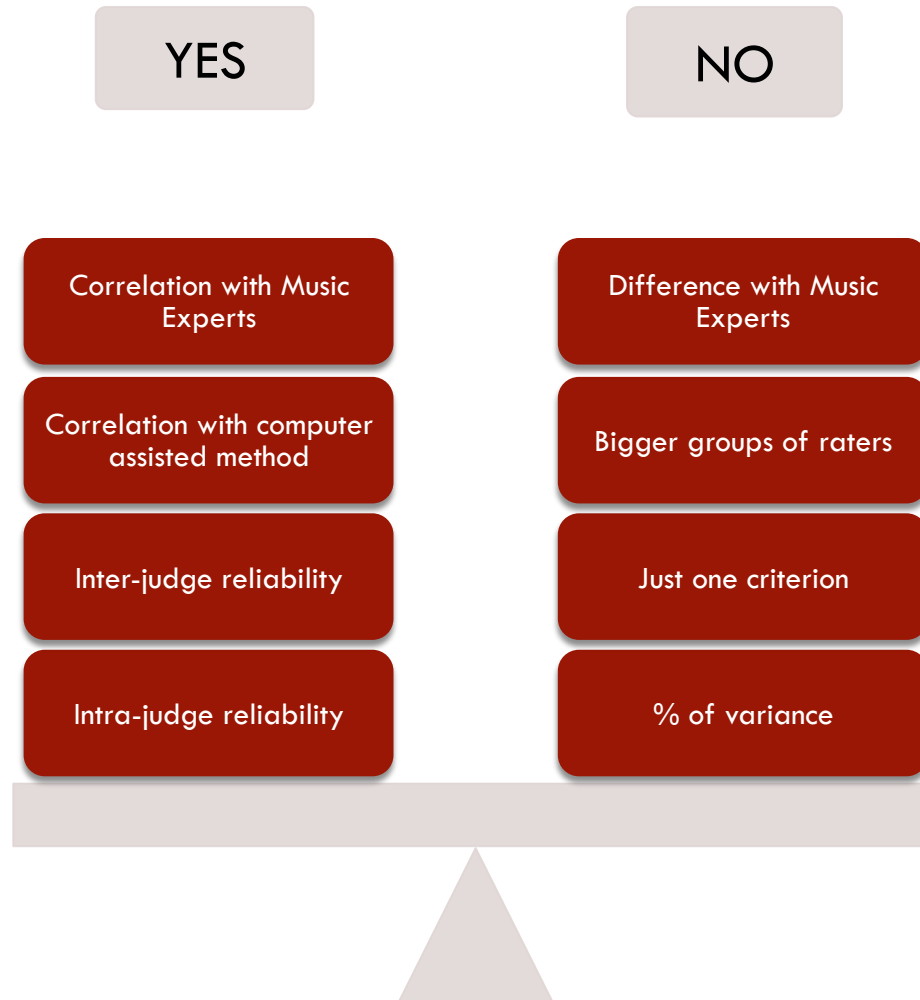 YES
NO
Correlation with Music
Experts
Correlation with computer
assisted method
Inter-judge reliability
Intra-judge reliability
Difference with Music
Experts
Bigger groups of raters
Just one criterion
% of variance